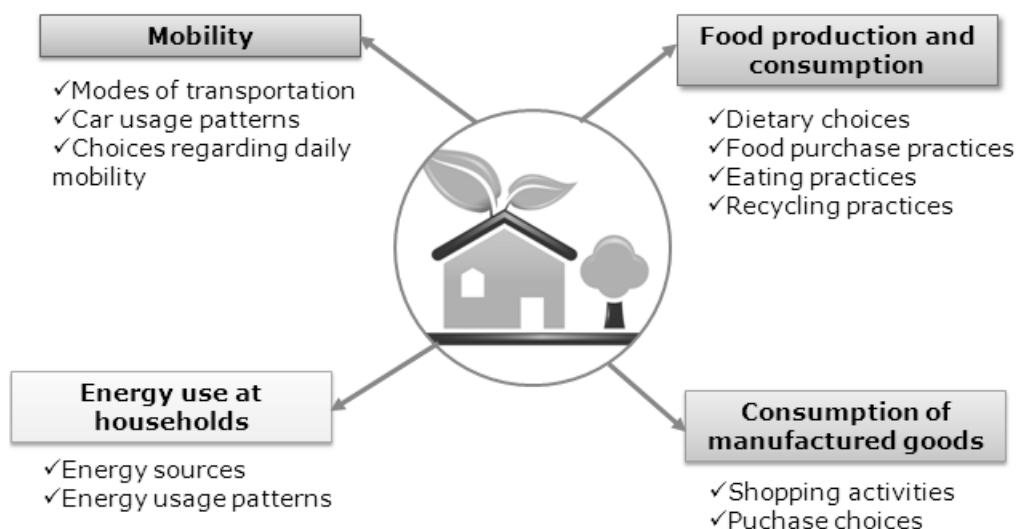 Mobility
✓Modes of transportation
✓Car usage patterns
✓Choices regarding daily
mobility
Food production and
consumption
✓Dietary choices
✓Food purchase practices
✓Eating practices
✓Recycling practices
Energy use at
households
✓Energy sources
✓Energy usage patterns
Consumption of
manufactured goods
✓Shopping activities
✓Puchase choices